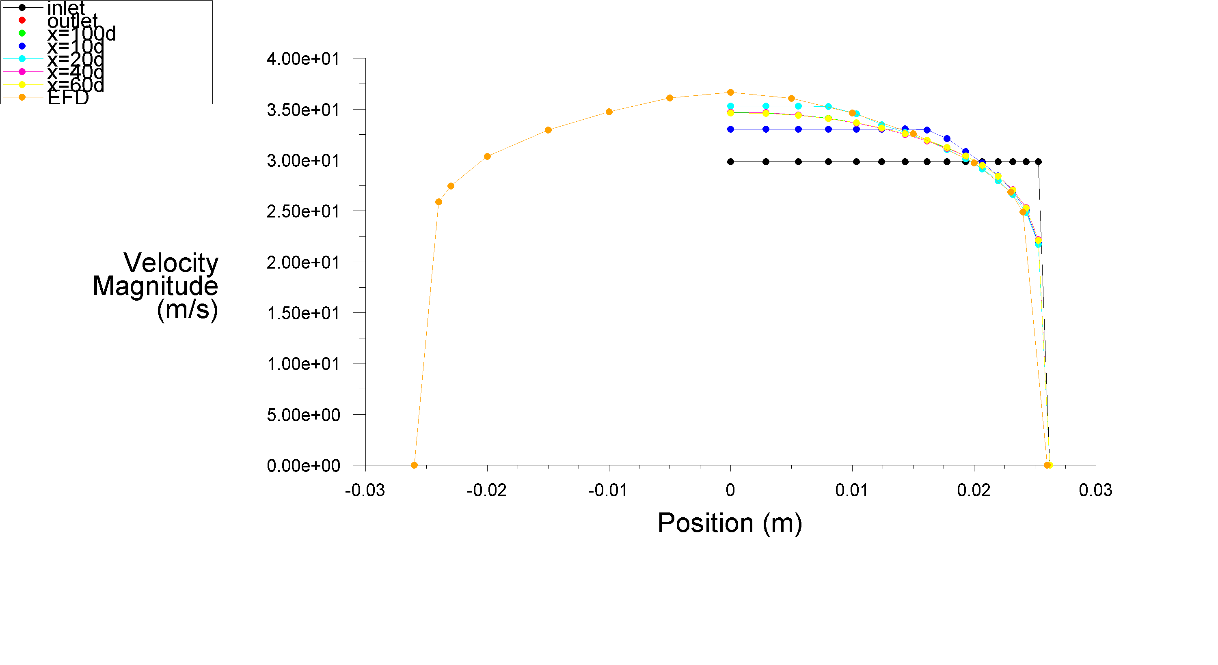 inlet
outlet
x=100d
x=10d
x=20d
x=40d
x=60d
EFD
4.00e+01
3.50e+01
3.00e+01
2.50e+01
2.00e+01
1.50e+01
1.00e+01
5.00e+00
0.00e+00
Velocity
Magnitude
(m/s)
-0.03 -0.02 -0.01 0 0.01 0.02 0.03
Position (m)